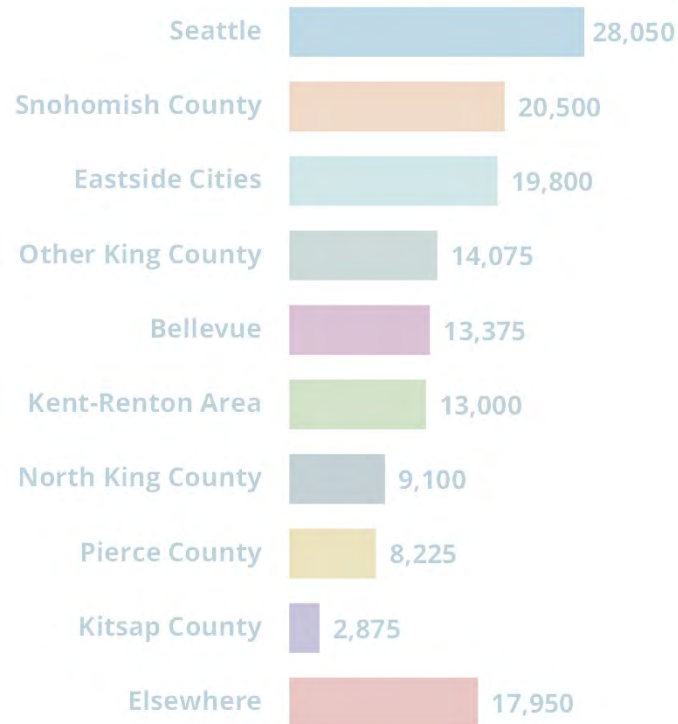 Seattle 28,050
Snohomish County 20,500
Eastside Cities 19,800
Other King County 14,075
Bellevue 13,375
Kent-Renton Area 13,000
North King County 9,100
Pierce County 8,225
Kitsap County 2,875
Elsewhere 17,950